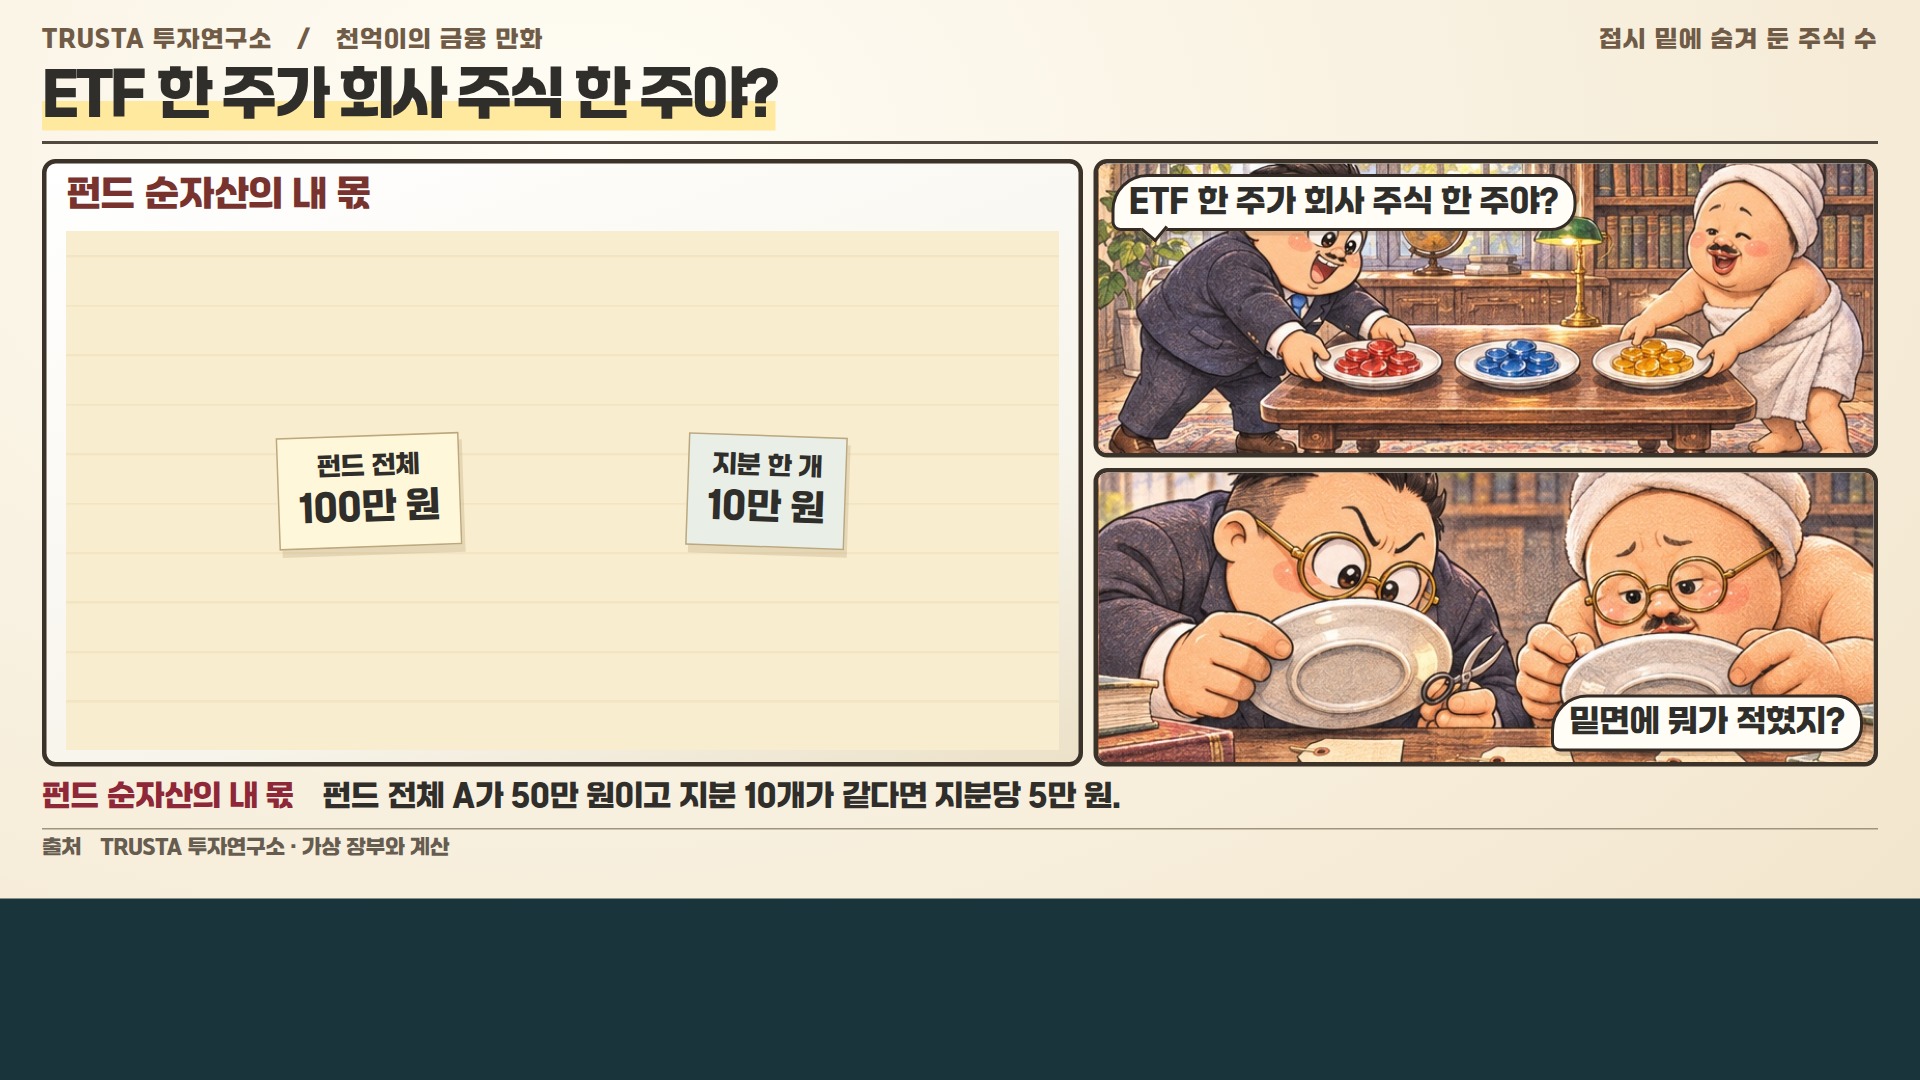 TRUSTA 투자연구소 / 천억이의 금융 만화
접시 밑에 숨겨 둔 주식 수
ETF 한 주가 회사 주식 한 주야?
펀드 순자산의 내 몫
펀드 전체
100만 원
지분 한 개
10만 원
ETF 한 주가 회사 주식 한 주야?
밑면에 뭐가 적혔지?
펀드 순자산의 내 몫 펀드 전체 A가 50만 원이고 지분 10개가 같다면 지분당 5만 원.
출처 TRUSTA 투자연구소 · 가상 장부와 계산